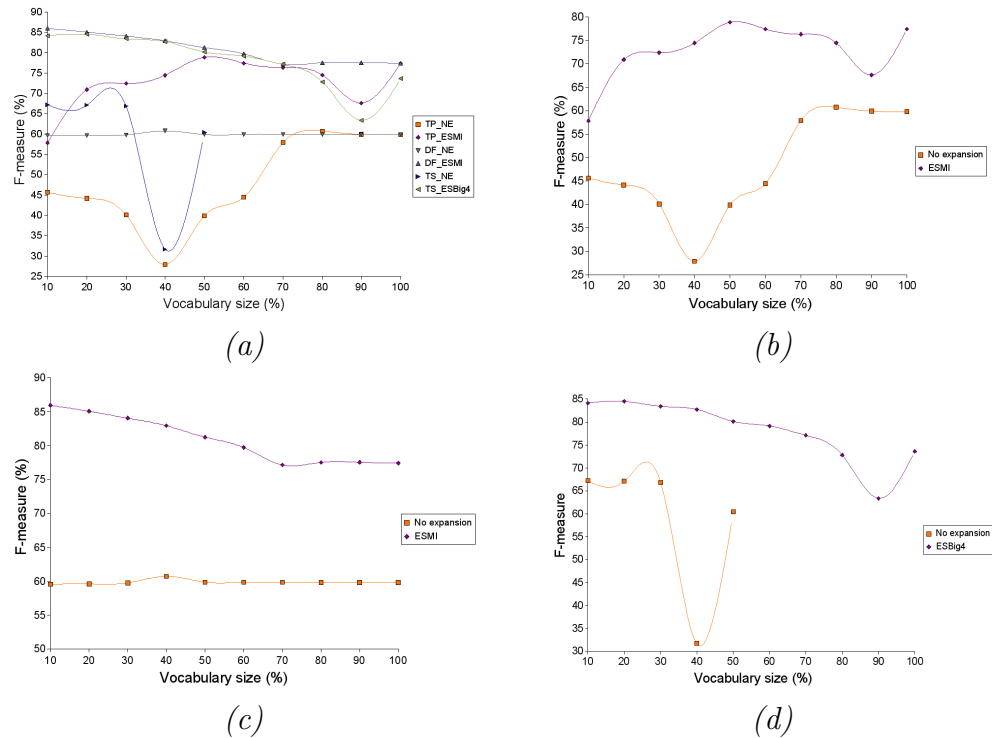 90
85
80
75
70
65
60
55
50
45
40
35
30
25
F-measure (%)
10 20 30 40 50 60 70 80 90 100
Vocabulary size (%)
TP_NE
TP_ESMI
DF_NE
DF_ESMI
TS_NE
TS_ESBig4
(a)
80
75
70
65
60
55
50
45
40
35
30
25
F-measure (%)
10 20 30 40 50 60 70 80 90 100
Vocabulary size (%)
No expansion
ESMI
(b)
90
85
80
75
70
65
60
55
50
F-measure (%)
10 20 30 40 50 60 70 80 90 100
Vocabulary size (%)
No expansion
ESMI
(c)
85
80
75
70
65
60
55
50
45
40
35
30
F-measure
10 20 30 40 50 60 70 80 90 100
Vocabulary size (%)
No expansion
ESBig4
(d)